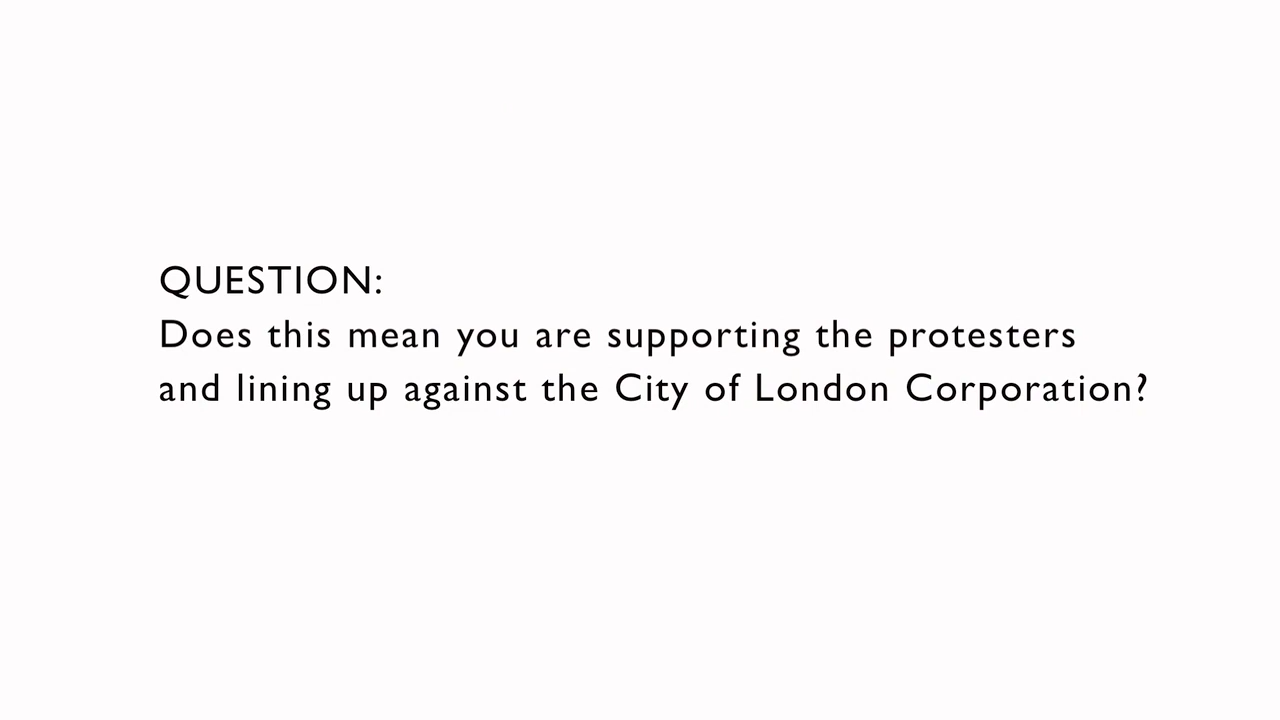 QUESTION:
Does this mean you are supporting the protesters
and lining up against the City of London Corporation?